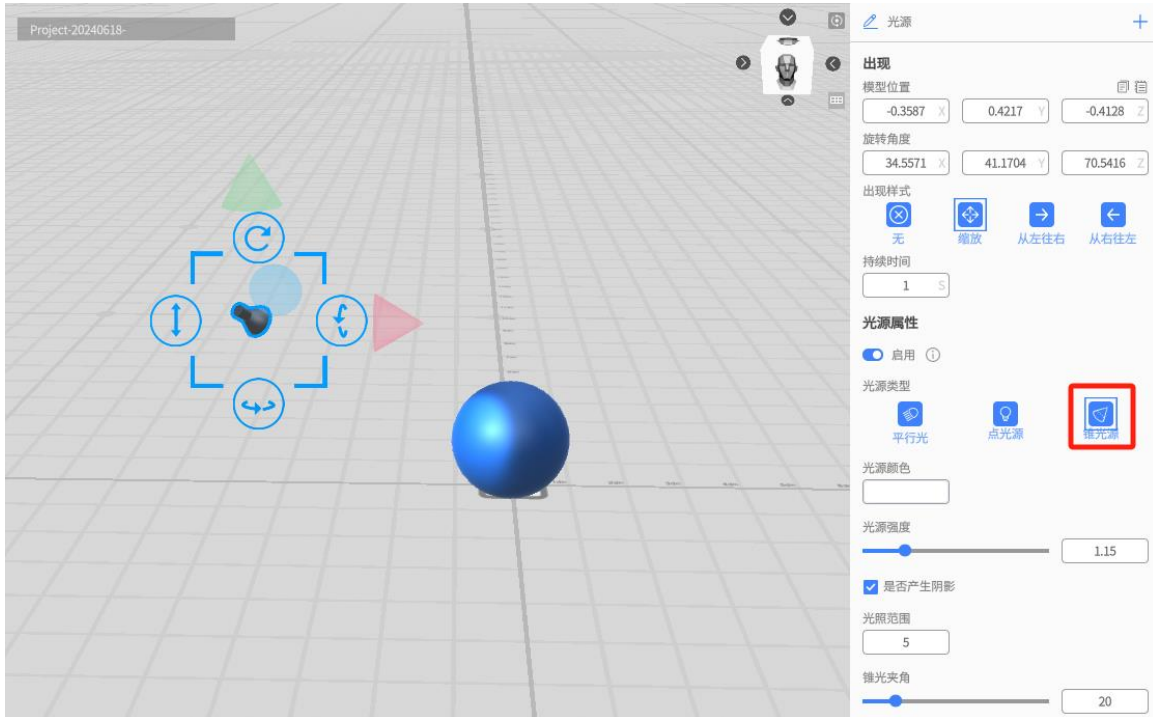 Project-20240618-
光源
出现
模型位置
-0.3587 X 0.4217 Y -0.4128 Z
旋转角度
34.5571 X 41.1704 Y 70.5416 Z
出现样式
无 缩放 从左往右 从右往左
持续时间
1 S
光源属性
启用
光源类型
平行光 点光源 锥光源
光源颜色
光源强度
1.15
是否产生阴影
光照范围
5
锥光夹角
20